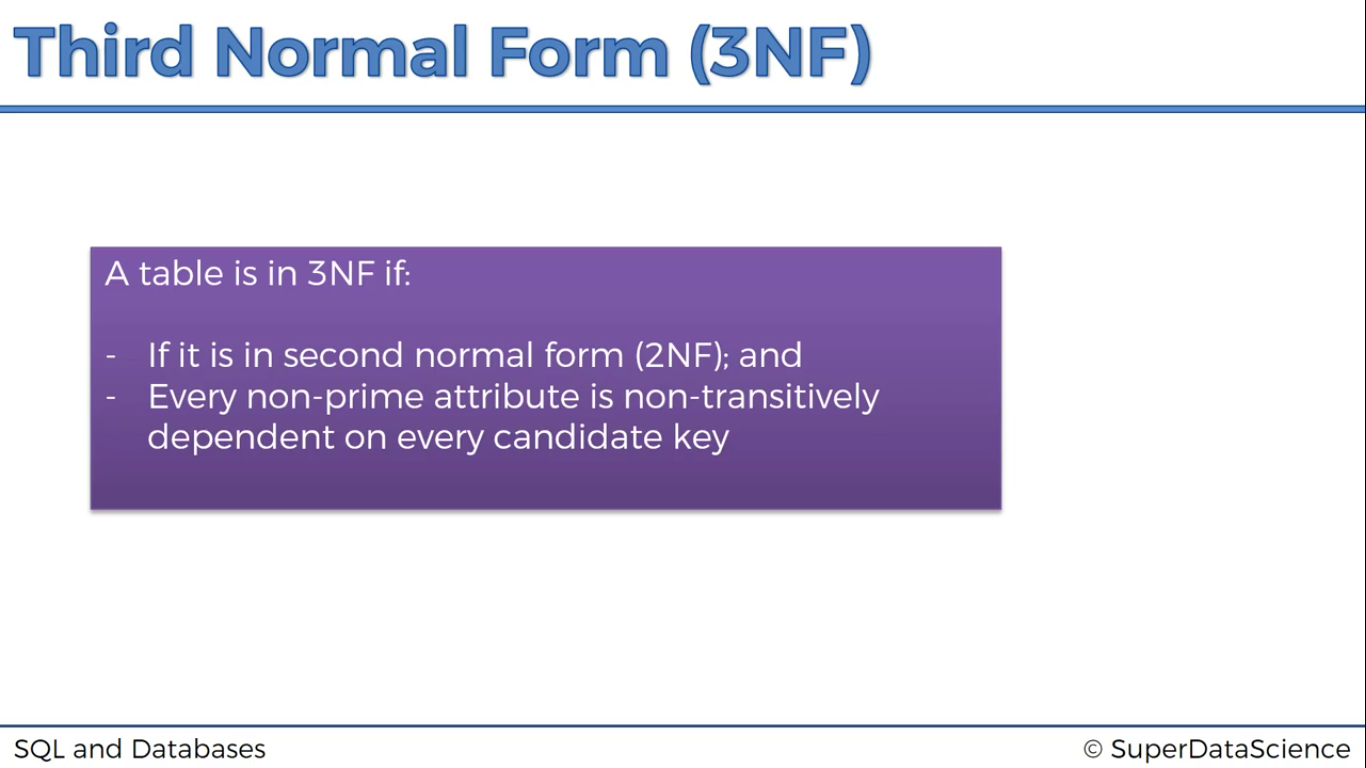 Third Normal Form (3NF)
A table is in 3NF if:
- If it is in second normal form (2NF); and
- Every non-prime attribute is non-transitively
dependent on every candidate key
SQL and Databases
© SuperDataScience